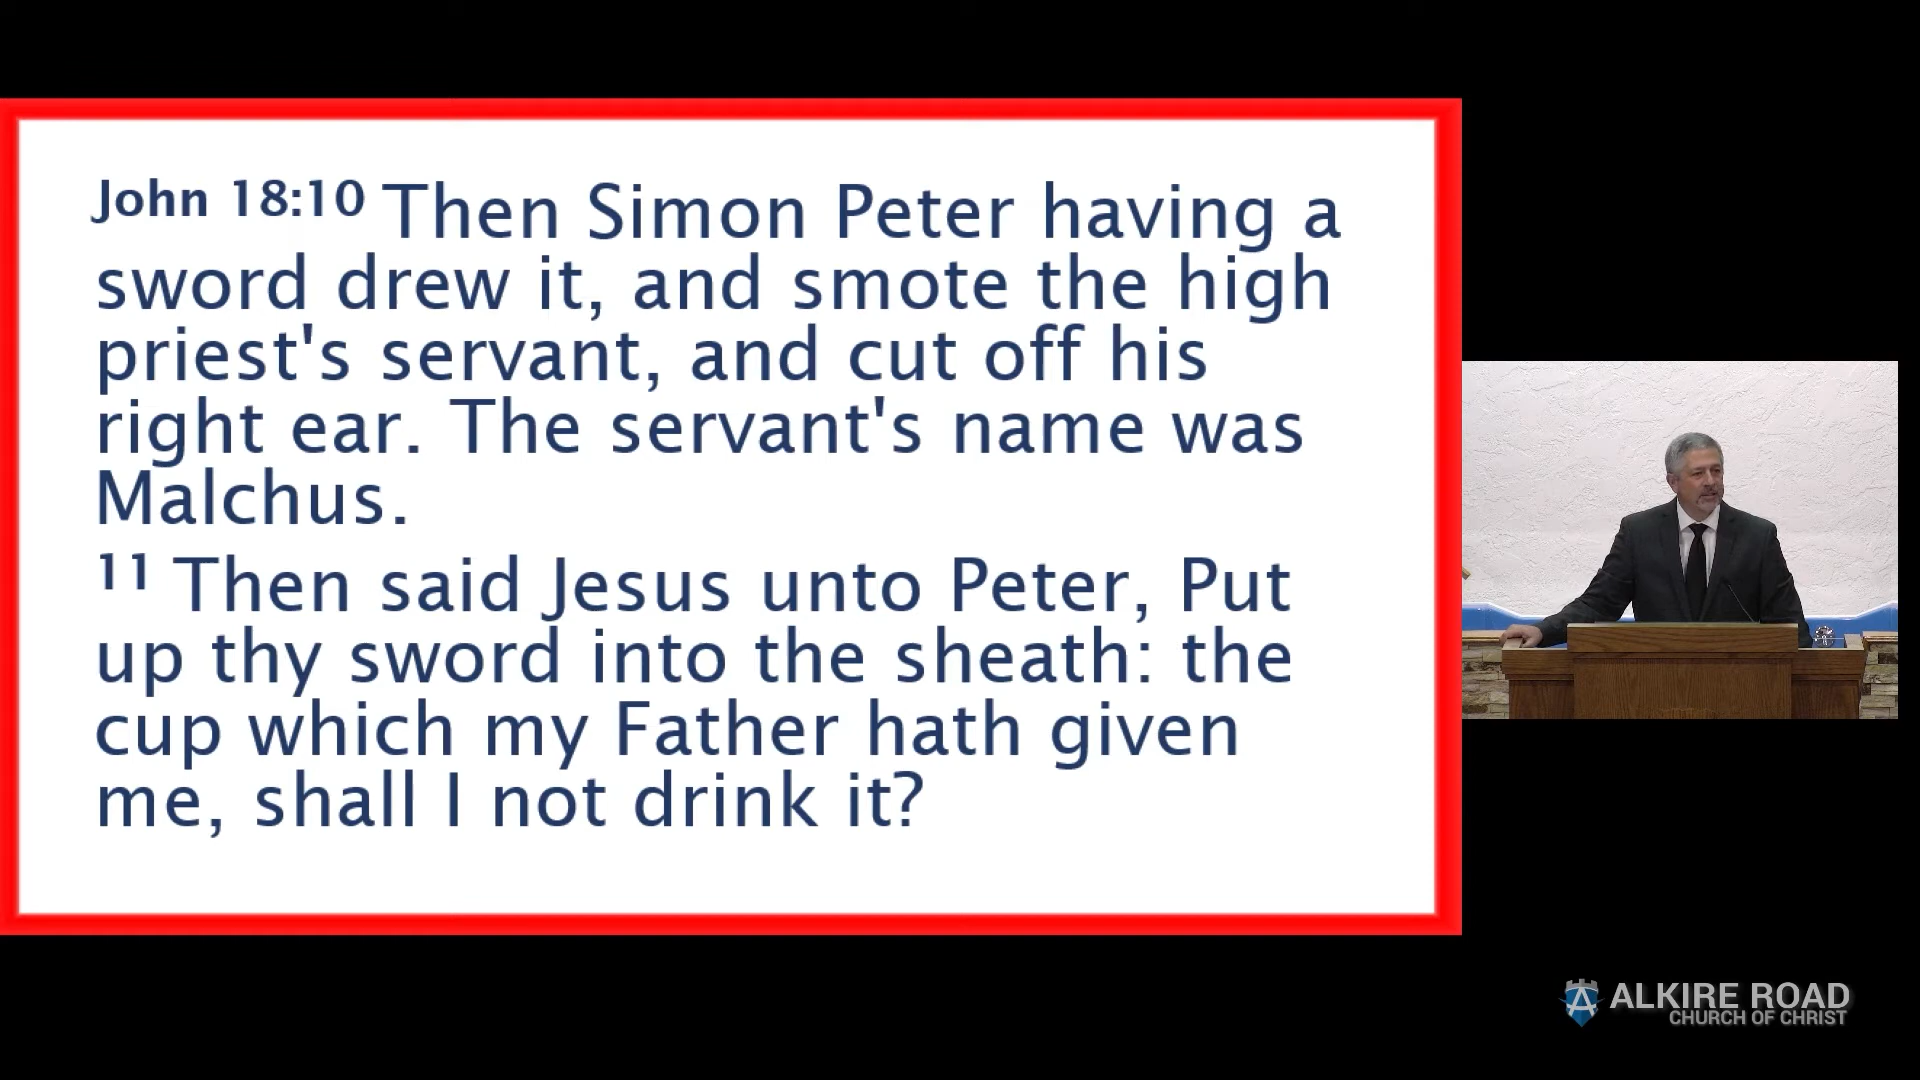 John 18:10 Then Simon Peter having a
sword drew it, and smote the high
priest's servant, and cut off his
right ear. The servant's name was
Malchus.
11 Then said Jesus unto Peter, Put
up thy sword into the sheath: the
cup which my Father hath given
me, shall I not drink it?
ALKIRE ROAD
CHURCH OF CHRIST